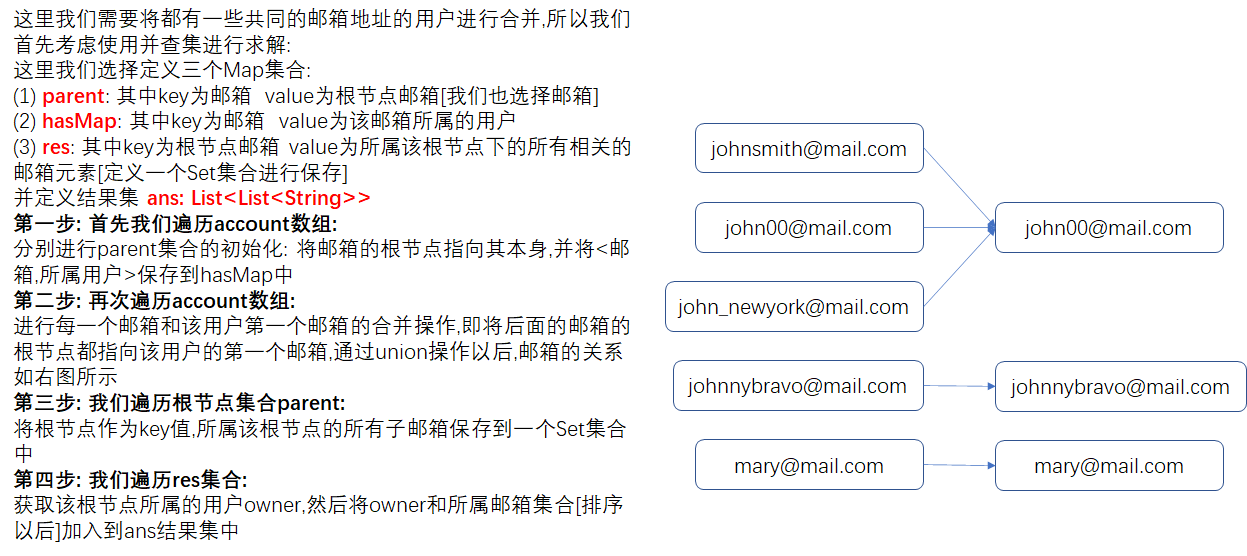 这里我们需要将都有一些共同的邮箱地址的用户进行合并,所以我们
首先考虑使用并查集进行求解:
这里我们选择定义三个Map集合:
(1) parent: 其中key为邮箱 value为根节点邮箱[我们也选择邮箱]
(2) hasMap: 其中key为邮箱 value为该邮箱所属的用户
(3) res: 其中key为根节点邮箱 value为所属该根节点下的所有相关的
邮箱元素[定义一个Set集合进行保存]
并定义结果集 ans: List<List<String>>
第一步: 首先我们遍历account数组:
分别进行parent集合的初始化: 将邮箱的根节点指向其本身,并将<邮
箱,所属用户>保存到hasMap中
第二步: 再次遍历account数组:
进行每一个邮箱和该用户第一个邮箱的合并操作,即将后面的邮箱的
根节点都指向该用户的第一个邮箱,通过union操作以后,邮箱的关系
如右图所示
第三步: 我们遍历根节点集合parent:
将根节点作为key值,所属该根节点的所有子邮箱保存到一个Set集合
中
第四步: 我们遍历res集合:
获取该根节点所属的用户owner,然后将owner和所属邮箱集合[排序
以后]加入到ans结果集中
johnsmith@mail.com
john00@mail.com
john00@mail.com
john_newyork@mail.com
johnnybravo@mail.com
johnnybravo@mail.com
mary@mail.com
mary@mail.com